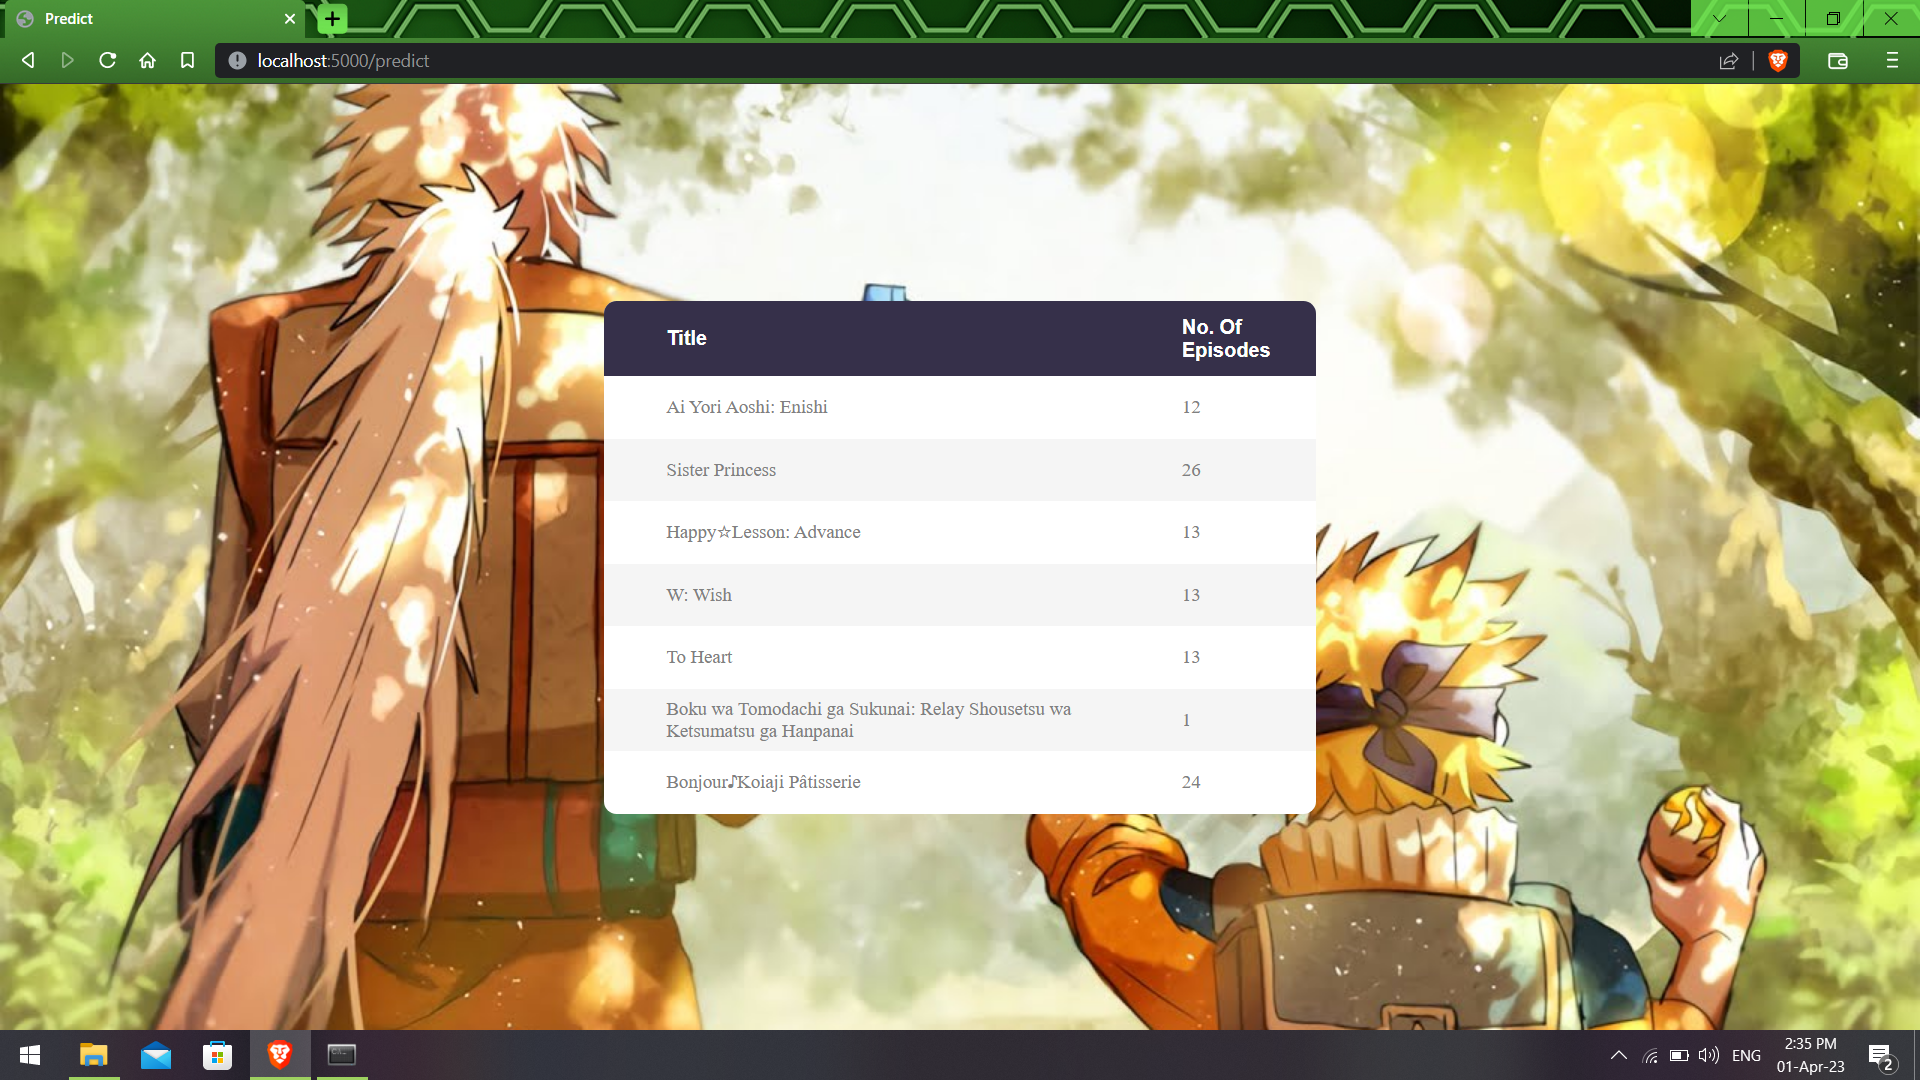 Predict
localhost:5000/predict
Title
No. Of
Episodes
Ai Yori Aoshi: Enishi
12
Sister Princess
26
Happy☆Lesson: Advance
13
W: Wish
13
To Heart
13
Boku wa Tomodachi ga Sukunai: Relay Shousetsu wa
Ketsumatsu ga Hanpanai
1
Bonjour♪Koiaji Pâtisserie
24
ENG
2:35 PM
01-Apr-23
2